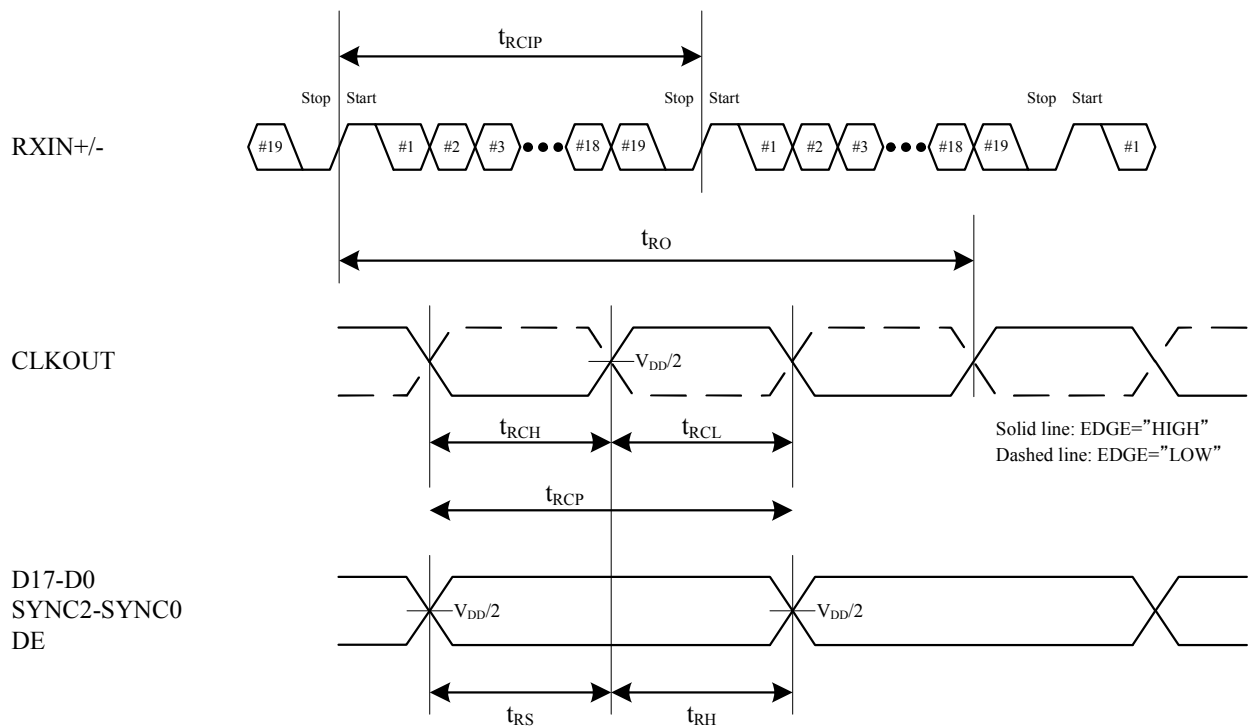 tRCIP
Stop Start Stop Start Stop Start
RXIN+/- #19 #1 #2 #3 #18 #19 #1 #2 #3 #18 #19 #1
tRO
CLKOUT
VDD/2
tRCH tRCL
Solid line: EDGE="HIGH"
Dashed line: EDGE="LOW"
tRCP
D17-D0
SYNC2-SYNC0
DE
VDD/2 VDD/2
tRS tRH